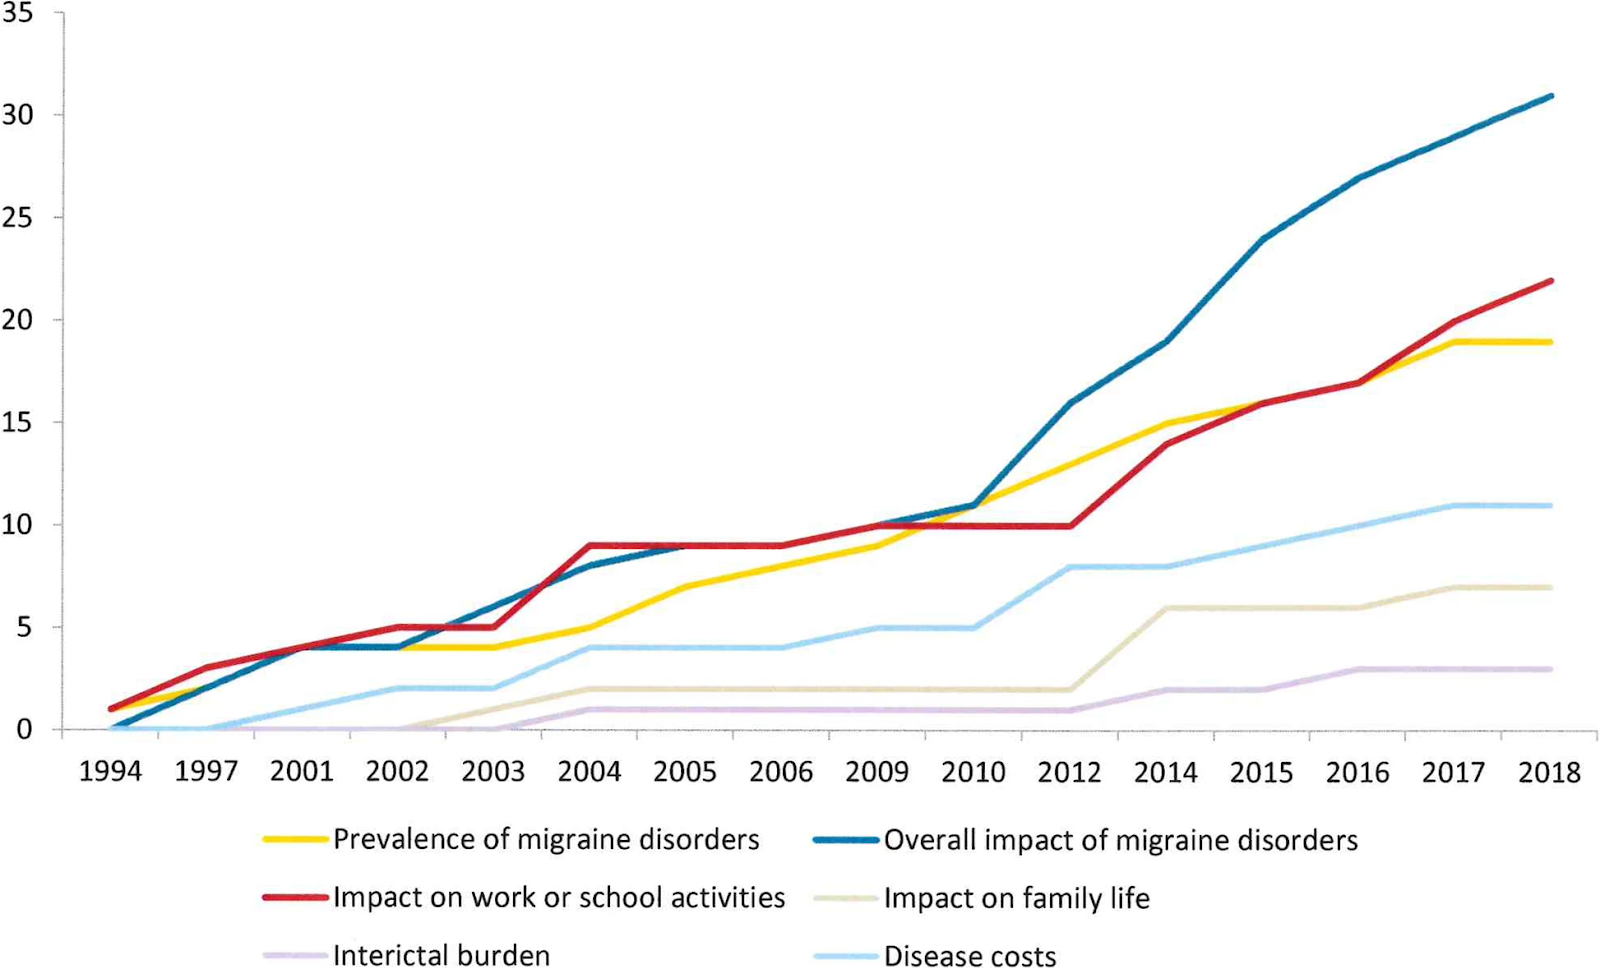 35
30
25
20
15
10
5
0
1994 1997 2001 2002 2003 2004 2005 2006 2009 2010 2012 2014 2015 2016 2017 2018
Prevalence of migraine disorders Overall impact of migraine disorders
Impact on work or school activities Impact on family life
Interictal burden Disease costs